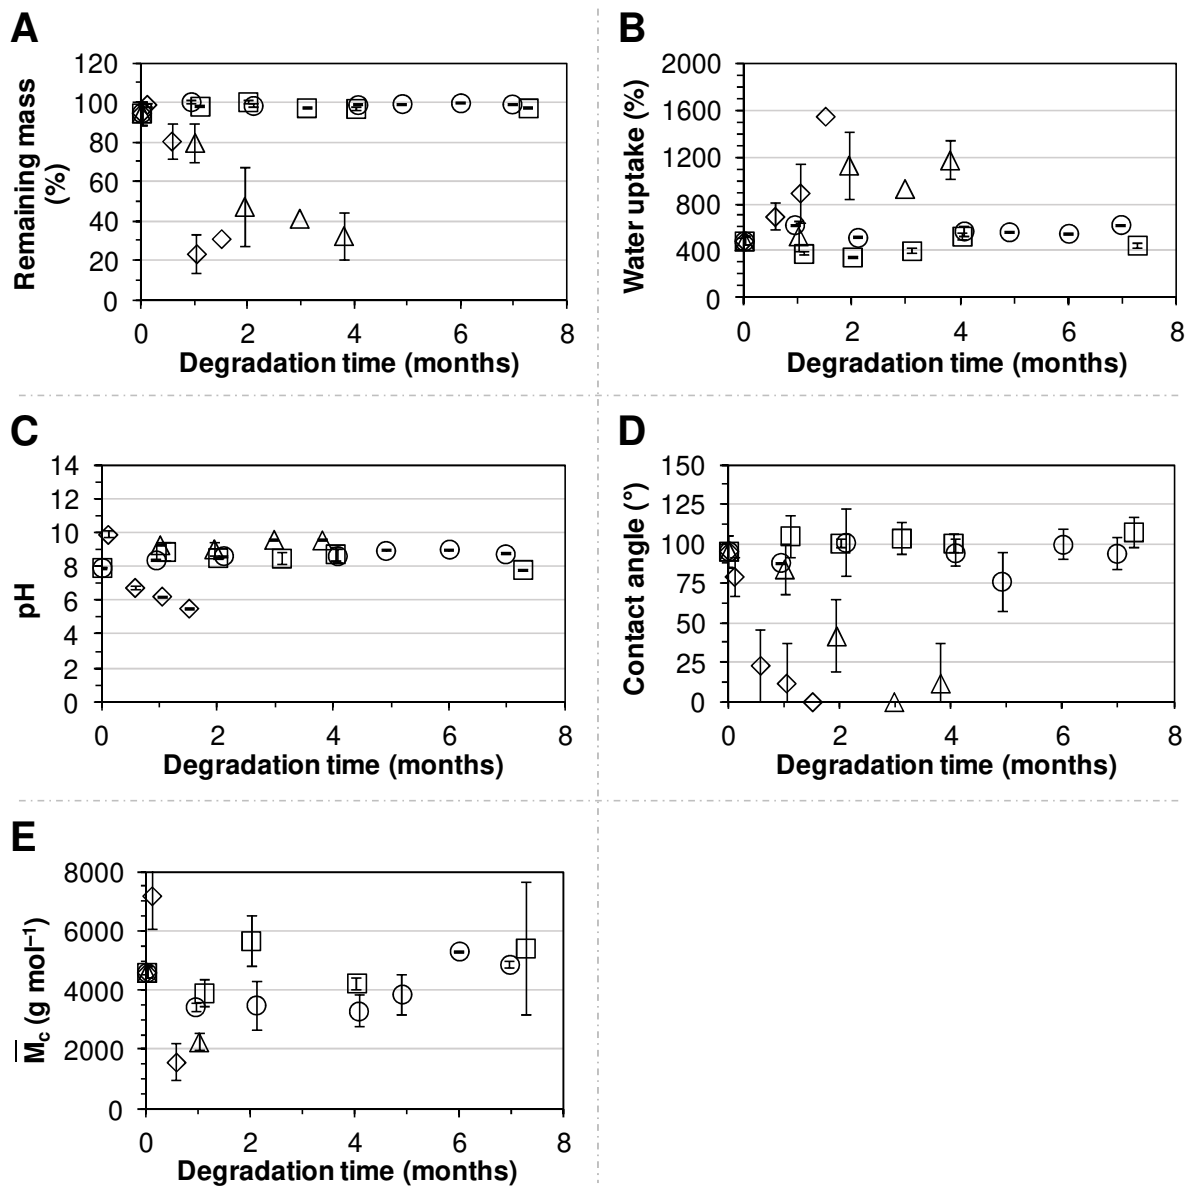 A
Remaining mass
(%)
120
100
80
60
40
20
0
0 2 4 6 8
Degradation time (months)
B
Water uptake (%)
2000
1600
1200
800
400
0
0 2 4 6 8
Degradation time (months)
C
pH
14
12
10
8
6
4
2
0
0 2 4 6 8
Degradation time (months)
D
Contact angle (°)
150
125
100
75
50
25
0
0 2 4 6 8
Degradation time (months)
E
M̅c (g mol⁻¹)
8000
6000
4000
2000
0
0 2 4 6 8
Degradation time (months)